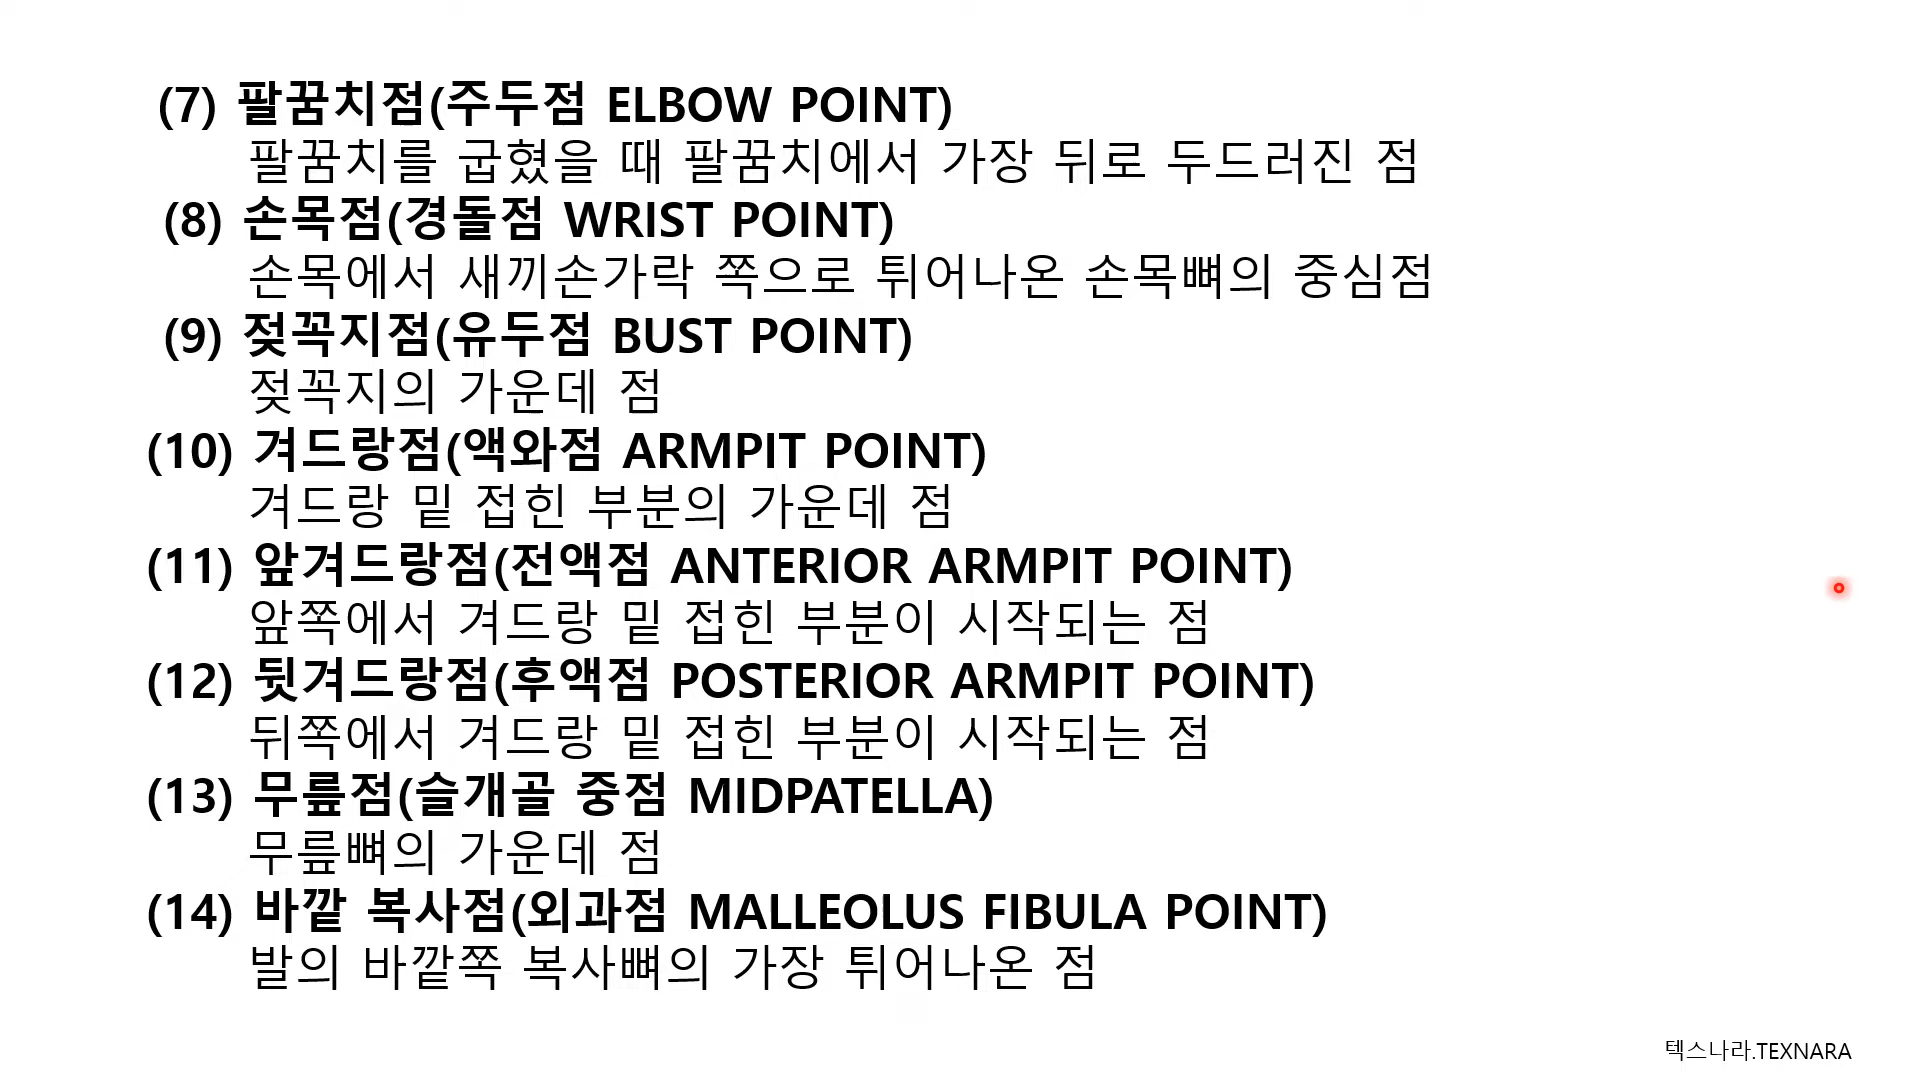 (7) 팔꿈치점(주두점 ELBOW POINT)
팔꿈치를 굽혔을 때 팔꿈치에서 가장 뒤로 두드러진 점
(8) 손목점(경돌점 WRIST POINT)
손목에서 새끼손가락 쪽으로 튀어나온 손목뼈의 중심점
(9) 젖꼭지점(유두점 BUST POINT)
젖꼭지의 가운데 점
(10) 겨드랑점(액와점 ARMPIT POINT)
겨드랑 밑 접힌 부분의 가운데 점
(11) 앞겨드랑점(전액점 ANTERIOR ARMPIT POINT)
앞쪽에서 겨드랑 밑 접힌 부분이 시작되는 점
(12) 뒷겨드랑점(후액점 POSTERIOR ARMPIT POINT)
뒤쪽에서 겨드랑 밑 접힌 부분이 시작되는 점
(13) 무릎점(슬개골 중점 MIDPATELLA)
무릎뼈의 가운데 점
(14) 바깥 복사점(외과점 MALLEOLUS FIBULA POINT)
발의 바깥쪽 복사뼈의 가장 튀어나온 점
텍스나라.TEXNARA